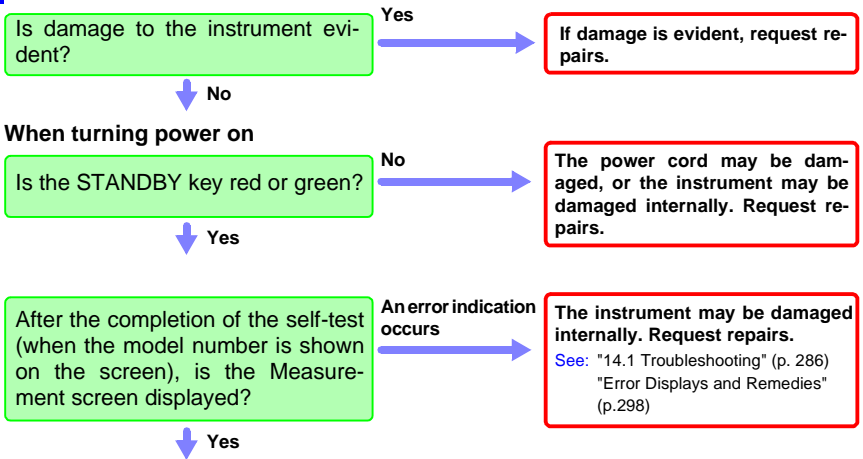 Is damage to the instrument evi-
dent?
Yes
If damage is evident, request re-
pairs.
No
When turning power on
Is the STANDBY key red or green?
No
The power cord may be dam-
aged, or the instrument may be
damaged internally. Request re-
pairs.
Yes
After the completion of the self-test
(when the model number is shown
on the screen), is the Measure-
ment screen displayed?
An error indication
occurs
The instrument may be damaged
internally. Request repairs.
See: "14.1 Troubleshooting" (p. 286)
"Error Displays and Remedies"
(p.298)
Yes